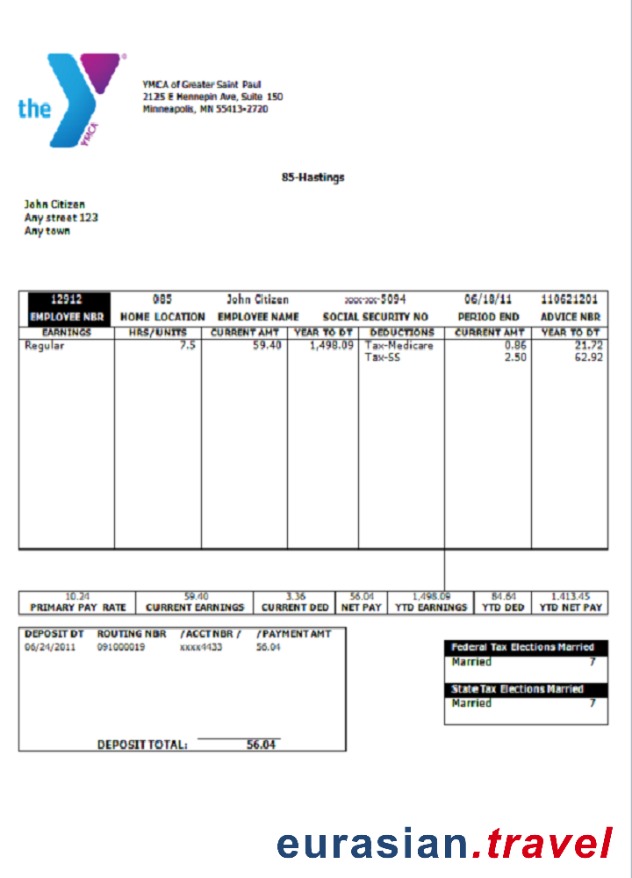 the
YMCA
YMCA of Greater Saint Paul
2125 E Hennepin Ave, Suite 150
Minneapolis, MN 55413-2720
85-Hastings
John Citizen
Any street 123
Any town
12912 085 John Citizen xxx-xx-5094 06/18/11 110621201
EMPLOYEE NBR HOME LOCATION EMPLOYEE NAME SOCIAL SECURITY NO PERIOD END ADVICE NBR
EARNINGS HRS/UNITS CURRENT AMT YEAR TO DT DEDUCTIONS CURRENT AMT YEAR TO DT
Regular 7.5 59.40 1,498.09 Tax-Medicare 0.86 21.72
Tax-SS 2.50 62.92
10.24 59.40 3.36 56.04 1,498.09 84.64 1.413.45
PRIMARY PAY RATE CURRENT EARNINGS CURRENT DED NET PAY YTD EARNINGS YTD DED YTD NET PAY
DEPOSIT DT ROUTING NBR /ACCT NBR / /PAYMENT AMT
06/24/2011 091000019 xxxx4433 56.04
DEPOSIT TOTAL: 56.04
Federal Tax Elections Married
Married 7
State Tax Elections Married
Married 7
eurasian.travel